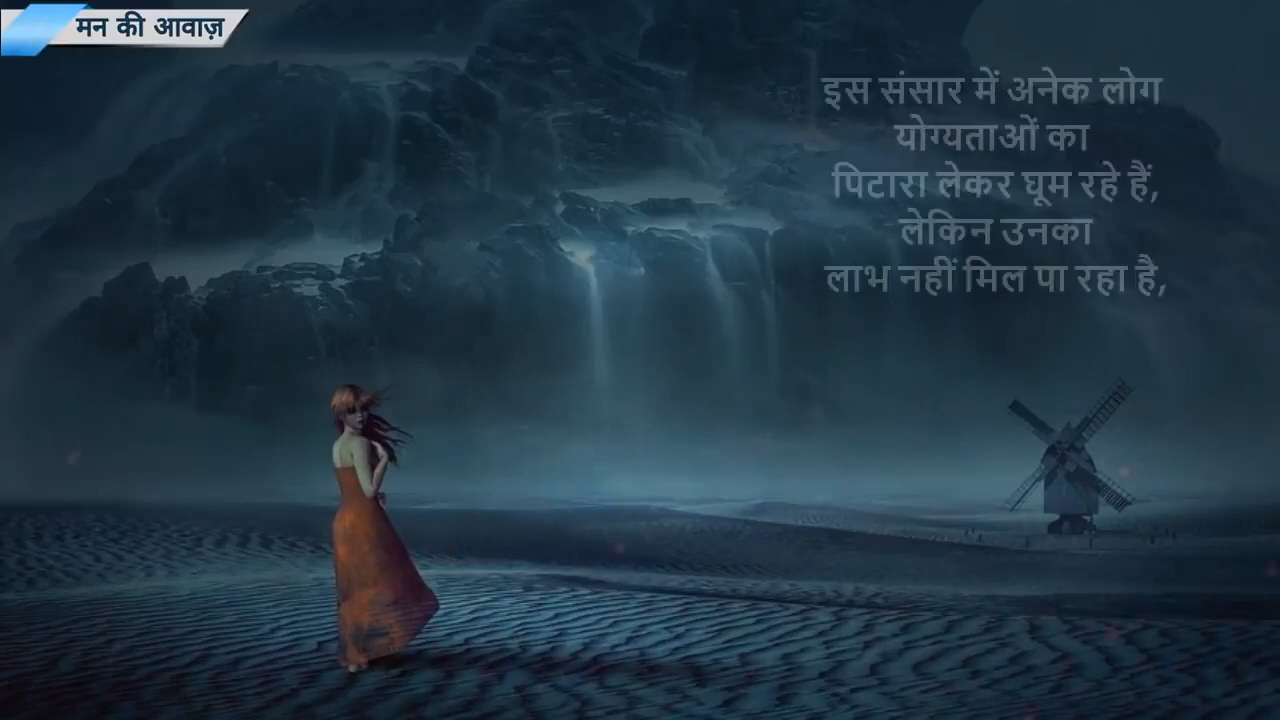 मन की आवाज़
इस संसार में अनेक लोग
योग्यताओं का
पिटारा लेकर घूम रहे हैं,
लेकिन उनका
लाभ नहीं मिल पा रहा है,